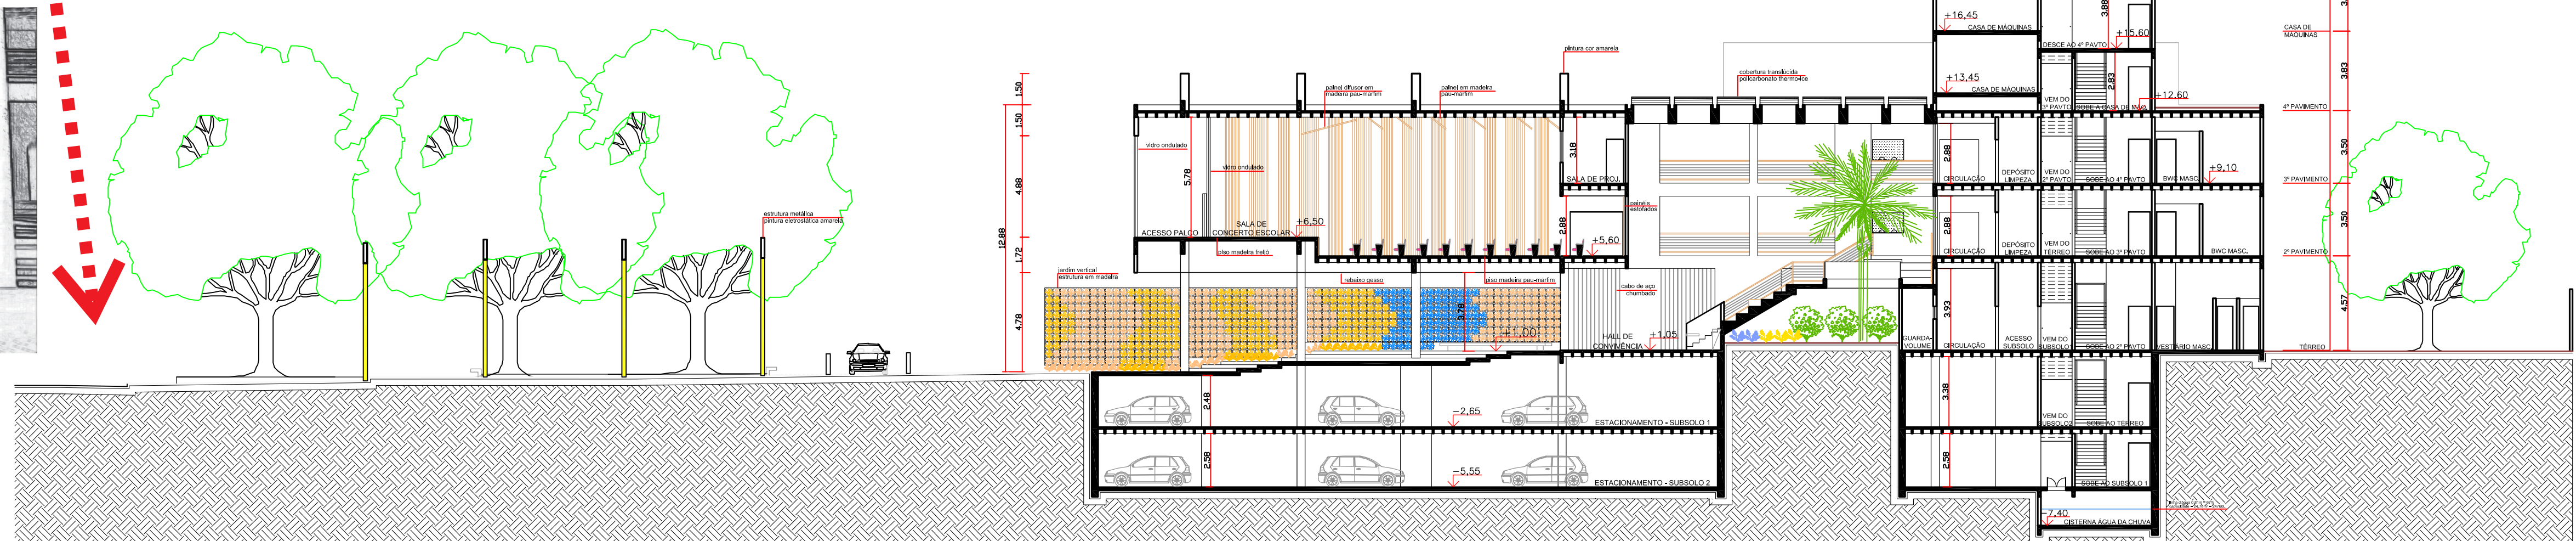 +16,45
CASA DE MÁQUINAS
3.88
DESCE AO 4º PAVTO
+15,60
CASA DE
MÁQUINAS
pintura cor amarela
cobertura translúcida
policarbonato thermo-ice
+13,45
CASA DE MÁQUINAS
2.83
3.83
1.50
painel difusor em
madeira pau-marfim
painel em madeira
pau-marfim
VEM DO
3º PAVTO
SOBE A CASA DE MÁQ.
+12,60
4º PAVIMENTO
1.50
vidro ondulado
vidro ondulado
5.78
3.18
SALA DE PROJ.
2.88
CIRCULAÇÃO
DEPÓSITO
LIMPEZA
VEM DO
2º PAVTO
SOBE AO 4º PAVTO
BWC MASC.
+9,10
3.50
3º PAVIMENTO
4.88
12.88
estrutura metálica
pintura eletrostática amarela
painéis
estofados
ACESSO PALCO
SALA DE
CONCERTO ESCOLAR
+6,50
2.88
+5,60
piso madeira freijó
2.88
CIRCULAÇÃO
DEPÓSITO
LIMPEZA
VEM DO
TÉRREO
SOBE AO 3º PAVTO
BWC MASC.
3.50
2º PAVIMENTO
1.72
jardim vertical
estrutura em madeira
rebaixo gesso
piso madeira pau-marfim
cabo de aço
chumbado
4.78
3.78
+1,00
HALL DE
CONVIVÊNCIA
+1,05
GUARDA-
VOLUME
3.93
CIRCULAÇÃO
ACESSO
SUBSOLO
VEM DO
SUBSOLO1
SOBE AO 2º PAVTO
VESTIÁRIO MASC.
4.57
TÉRREO
2.48
-2,65
ESTACIONAMENTO - SUBSOLO 1
3.38
VEM DO
SUBSOLO2
SOBE AO TÉRREO
2.58
-5,55
ESTACIONAMENTO - SUBSOLO 2
2.58
SOBE AO SUBSOLO 1
-7,40
CISTERNA ÁGUA DA CHUVA